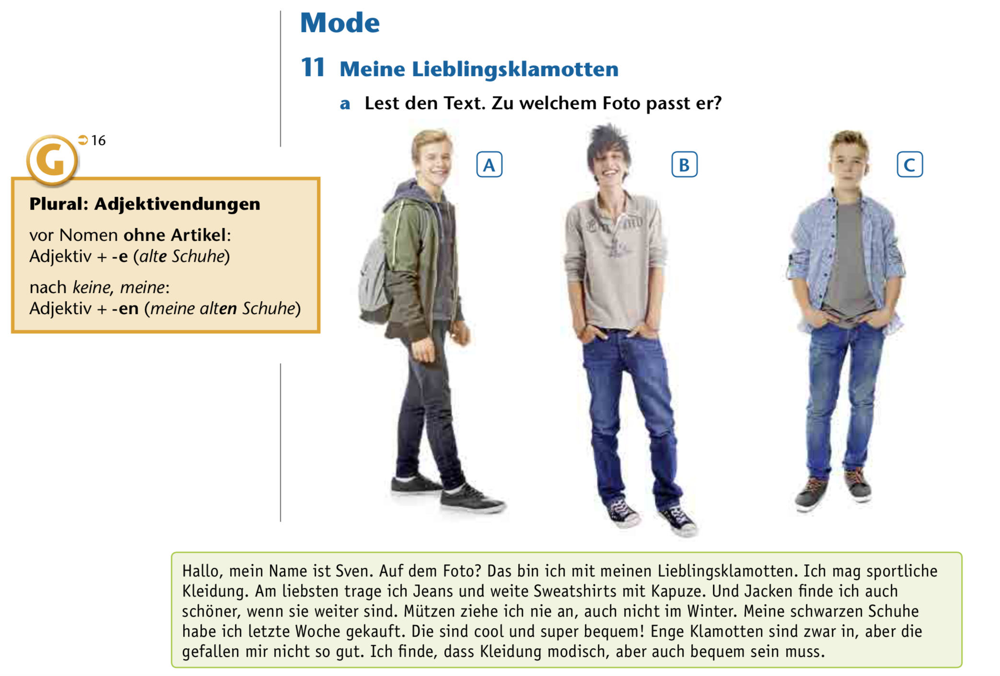 Mode
11 Meine Lieblingsklamotten
a Lest den Text. Zu welchem Foto passt er?
G
➲ 16
Plural: Adjektivendungen
vor Nomen ohne Artikel:
Adjektiv + -e (alte Schuhe)
nach keine, meine:
Adjektiv + -en (meine alten Schuhe)
A
B
C
Hallo, mein Name ist Sven. Auf dem Foto? Das bin ich mit meinen Lieblingsklamotten. Ich mag sportliche
Kleidung. Am liebsten trage ich Jeans und weite Sweatshirts mit Kapuze. Und Jacken finde ich auch
schöner, wenn sie weiter sind. Mützen ziehe ich nie an, auch nicht im Winter. Meine schwarzen Schuhe
habe ich letzte Woche gekauft. Die sind cool und super bequem! Enge Klamotten sind zwar in, aber die
gefallen mir nicht so gut. Ich finde, dass Kleidung modisch, aber auch bequem sein muss.